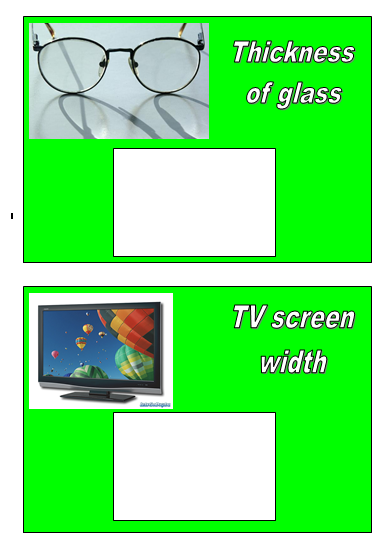 Thickness
of glass
TV screen
width